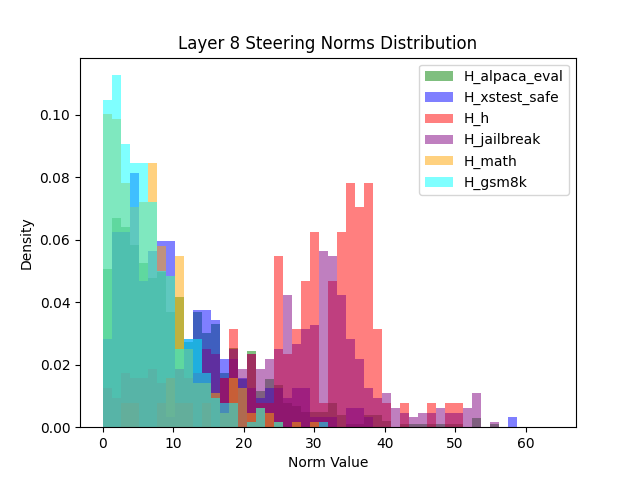 Layer 8 Steering Norms Distribution
H_alpaca_eval
H_xstest_safe
H_h
H_jailbreak
H_math
H_gsm8k
Density
0.10
0.08
0.06
0.04
0.02
0.00
0 10 20 30 40 50 60
Norm Value